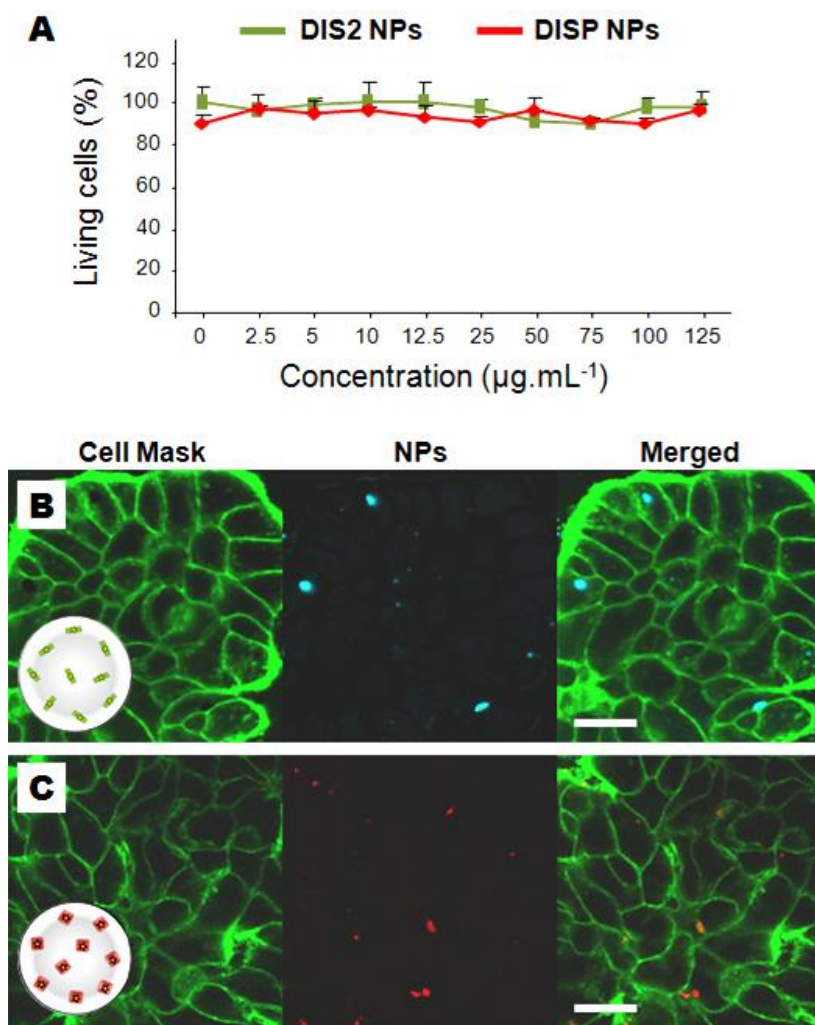 A
DIS2 NPs
DISP NPs
Living cells (%)
120
100
80
60
40
20
0
0 2.5 5 10 12.5 25 50 75 100 125
Concentration (µg.mL⁻¹)
Cell Mask NPs Merged
B
C